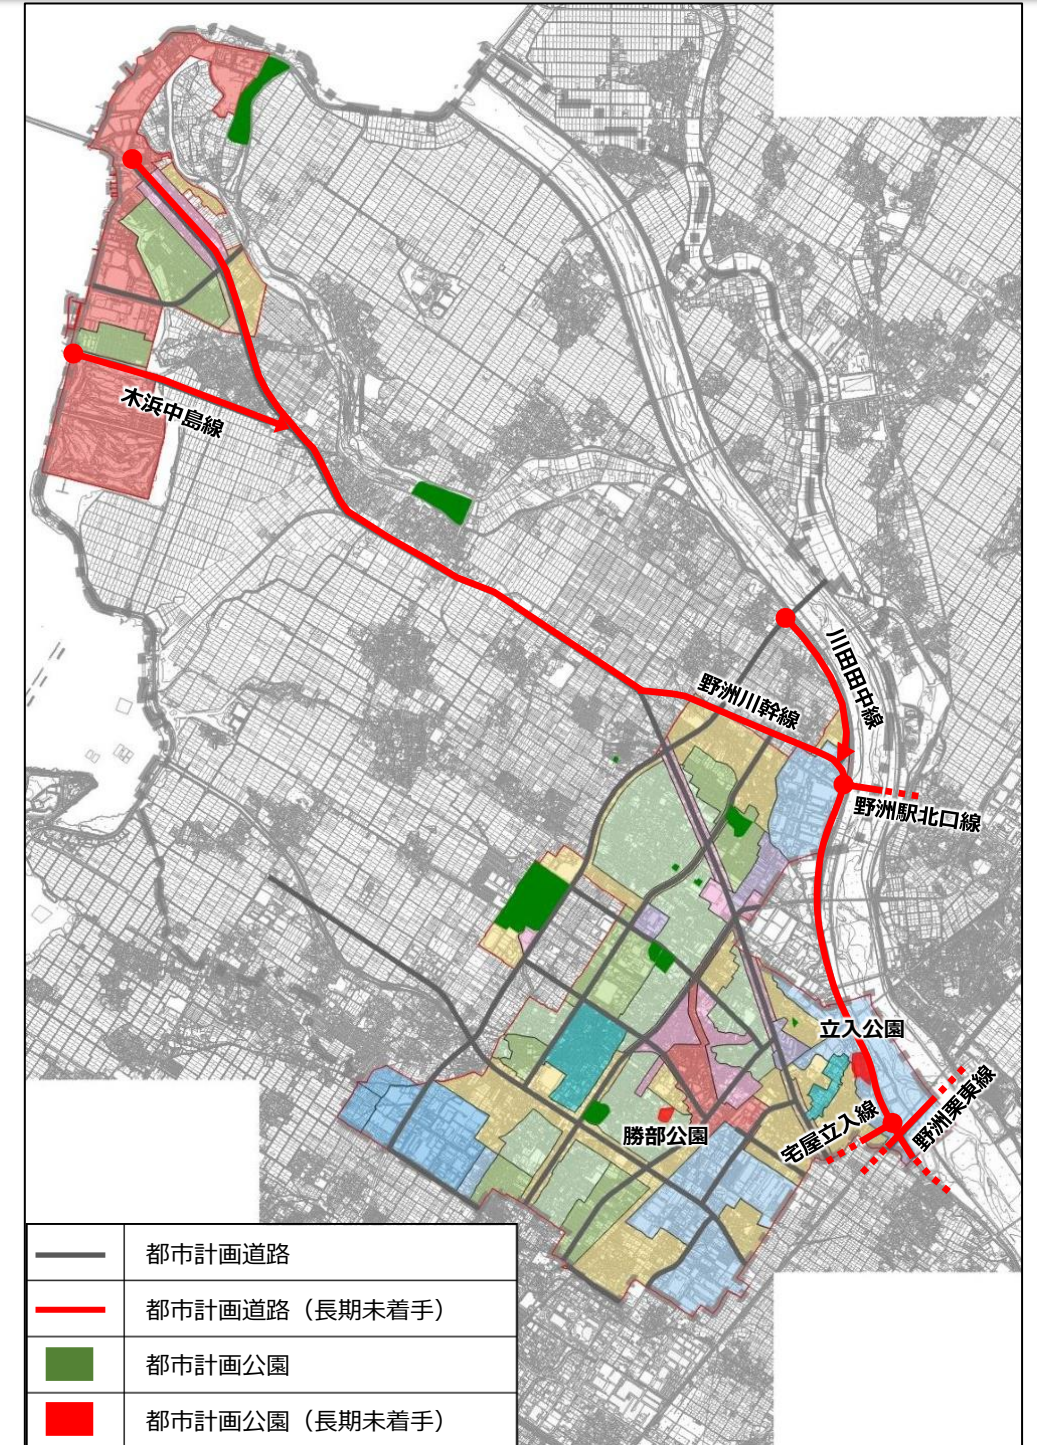 木浜中島線
川田田中線
野洲川幹線
野洲駅北口線
立入公園
野洲栗東線
宅屋立入線
勝部公園
都市計画道路
都市計画道路（長期未着手）
都市計画公園
都市計画公園（長期未着手）